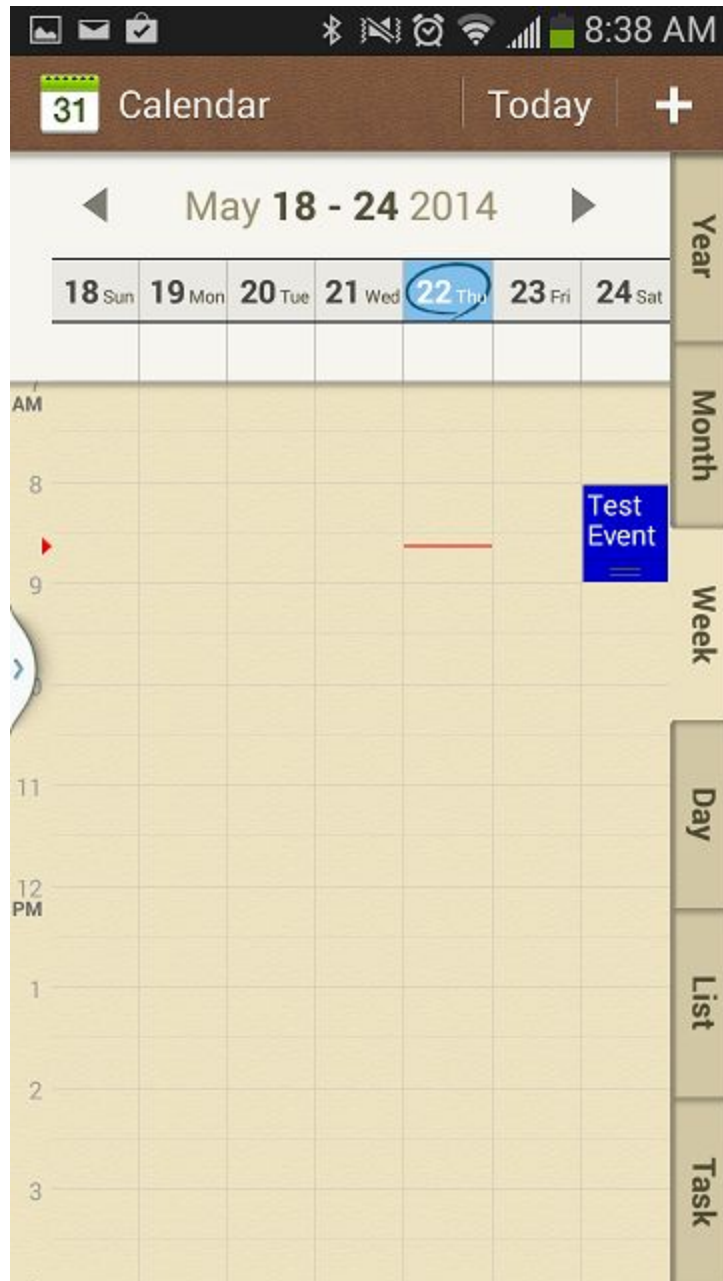 8:38 AM
31 Calendar Today +
May 18 - 24 2014
18 Sun 19 Mon 20 Tue 21 Wed 22 Thu 23 Fri 24 Sat
AM
8
Test
Event
9
11
12
PM
1
2
3
Year
Month
Week
Day
List
Task